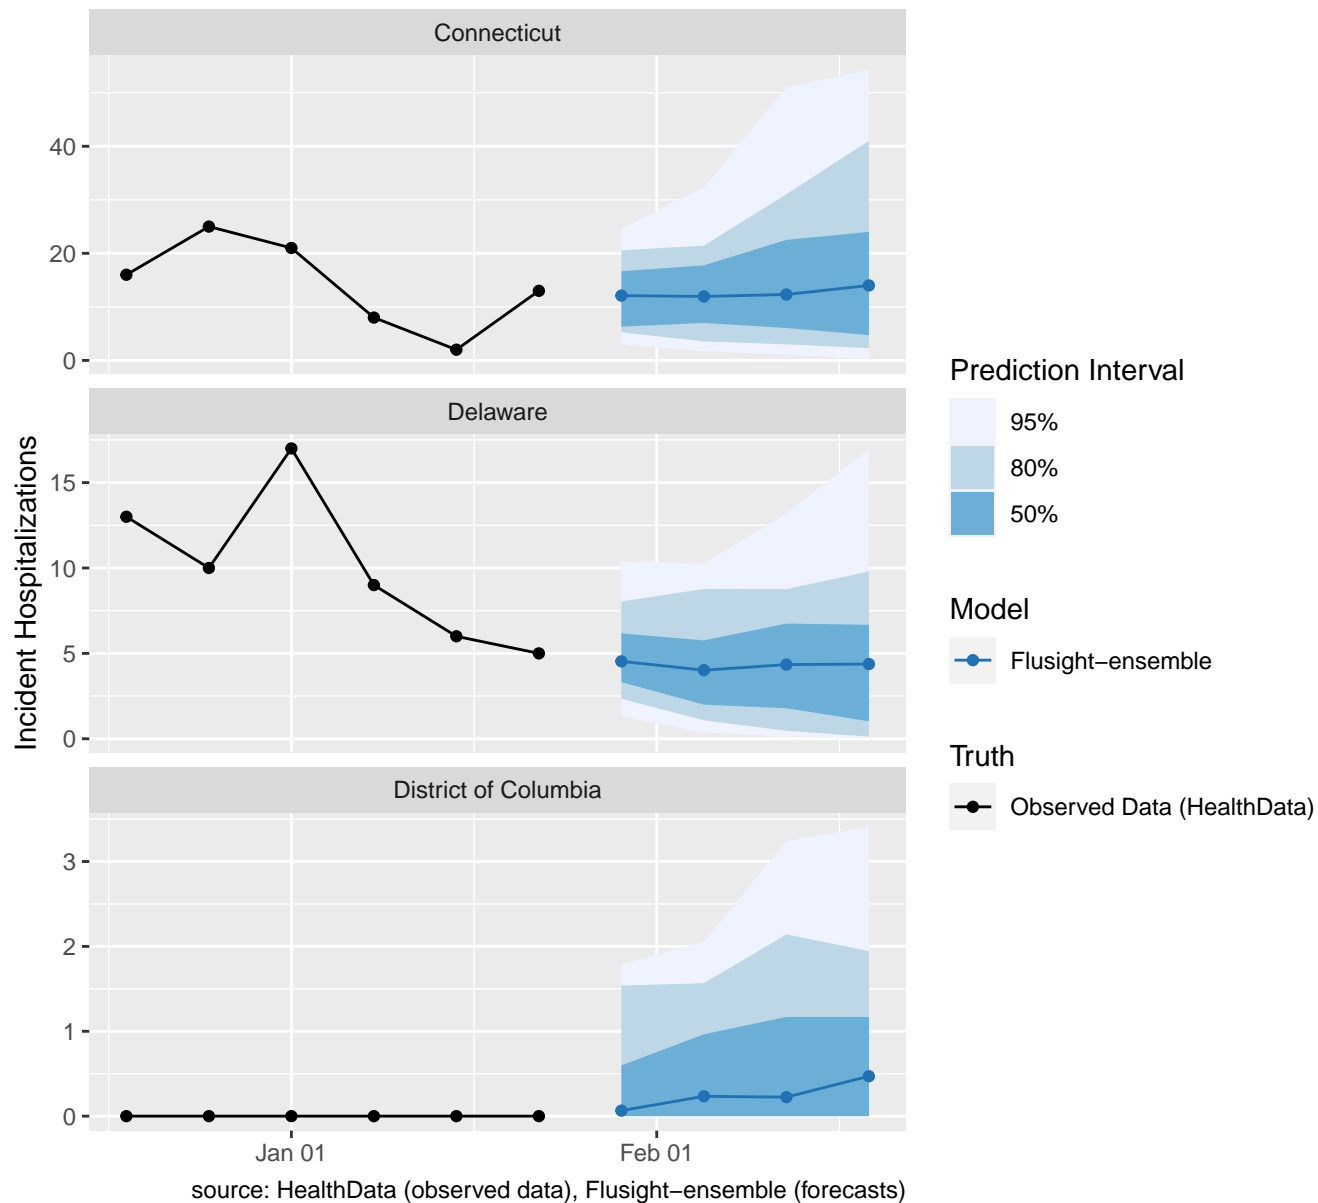 Connecticut
40
20
0
Delaware
15
10
5
0
District of Columbia
3
2
1
0
Jan 01
Feb 01
Incident Hospitalizations
source: HealthData (observed data), Flusight−ensemble (forecasts)
Prediction Interval
95%
80%
50%
Model
Flusight−ensemble
Truth
Observed Data (HealthData)